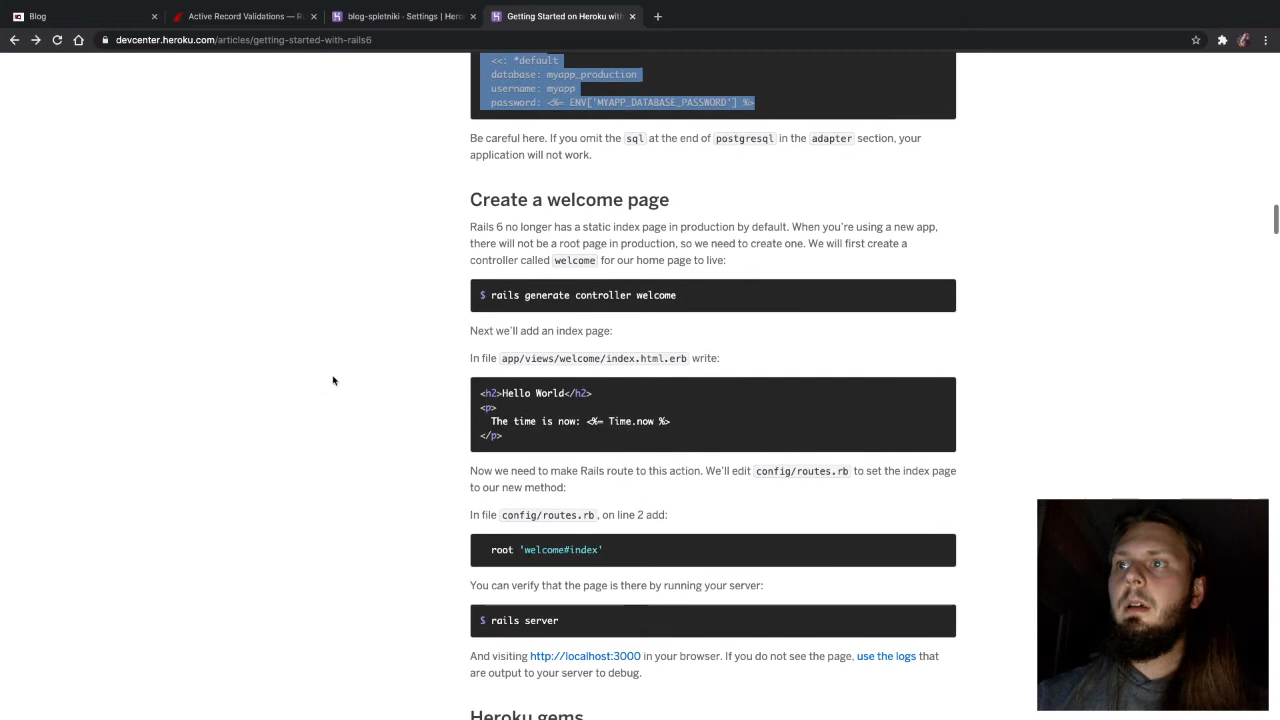 Blog
Active Record Validations — R
blog-spletniki · Settings | Her
Getting Started on Heroku with
devcenter.heroku.com/articles/getting-started-with-rails6
<<: *default
database: myapp_production
username: myapp
password: <%= ENV['MYAPP_DATABASE_PASSWORD'] %>
Be careful here. If you omit the sql at the end of postgresql in the adapter section, your
application will not work.
Create a welcome page
Rails 6 no longer has a static index page in production by default. When you're using a new app,
there will not be a root page in production, so we need to create one. We will first create a
controller called welcome for our home page to live:
$ rails generate controller welcome
Next we'll add an index page:
In file app/views/welcome/index.html.erb write:
<h2>Hello World</h2>
<p>
The time is now: <%= Time.now %>
</p>
Now we need to make Rails route to this action. We'll edit config/routes.rb to set the index page
to our new method:
In file config/routes.rb, on line 2 add:
root 'welcome#index'
You can verify that the page is there by running your server:
$ rails server
And visiting http://localhost:3000 in your browser. If you do not see the page, use the logs that
are output to your server to debug.
Heroku gems